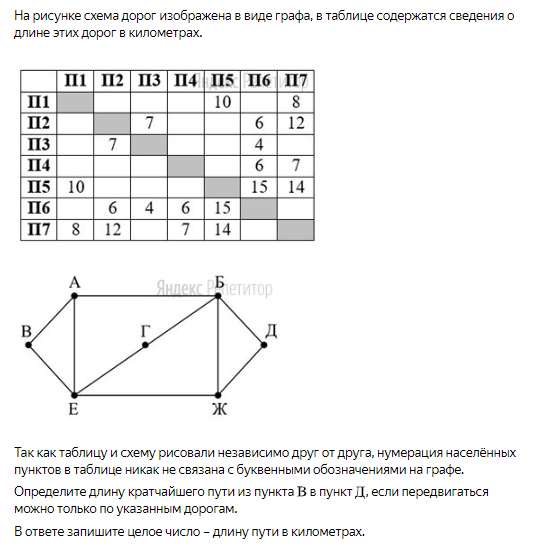 На рисунке схема дорог изображена в виде графа, в таблице содержатся сведения о
длине этих дорог в километрах.
П1 П2 П3 П4 П5 П6 П7
П1 10 8
П2 7 6 12
П3 7 4
П4 6 7
П5 10 15 14
П6 6 4 6 15
П7 8 12 7 14
Яндекс Репетитор
А Б
В Г Д
Е Ж
Так как таблицу и схему рисовали независимо друг от друга, нумерация населённых
пунктов в таблице никак не связана с буквенными обозначениями на графе.
Определите длину кратчайшего пути из пункта В в пункт Д, если передвигаться
можно только по указанным дорогам.
В ответе запишите целое число – длину пути в километрах.